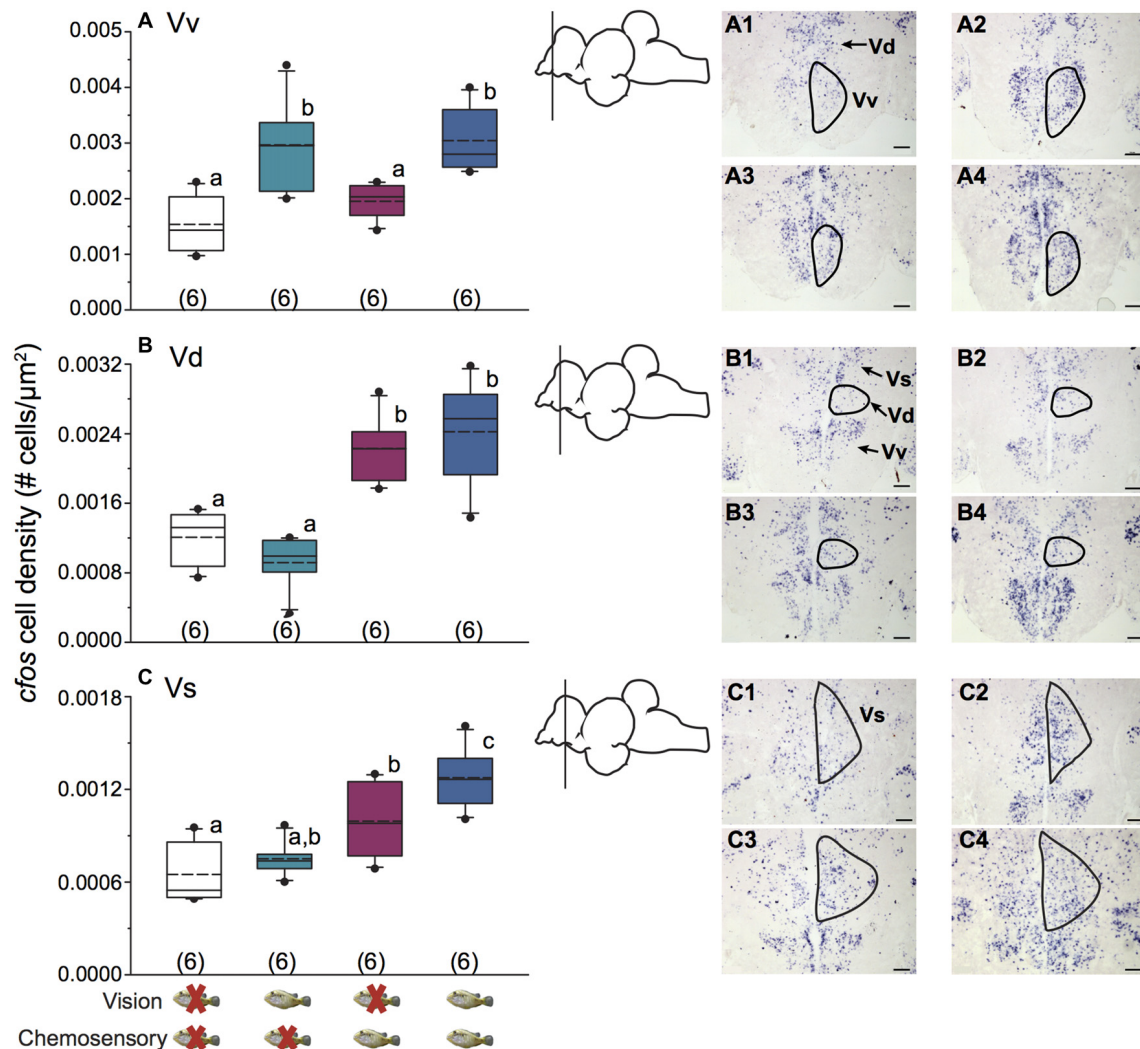 A Vv
0.005
0.004
0.003
0.002
0.001
0.000
a
b
a
b
(6) (6) (6) (6)
A1
Vd
Vv
A2
A3
A4
B Vd
0.0032
0.0024
0.0016
0.0008
0.0000
a
a
b
b
(6) (6) (6) (6)
B1
Vs
Vd
Vv
B2
B3
B4
C Vs
0.0018
0.0012
0.0006
0.0000
a
a,b
b
c
(6) (6) (6) (6)
C1
Vs
C2
C3
C4
cfos cell density (# cells/µm²)
Vision
Chemosensory